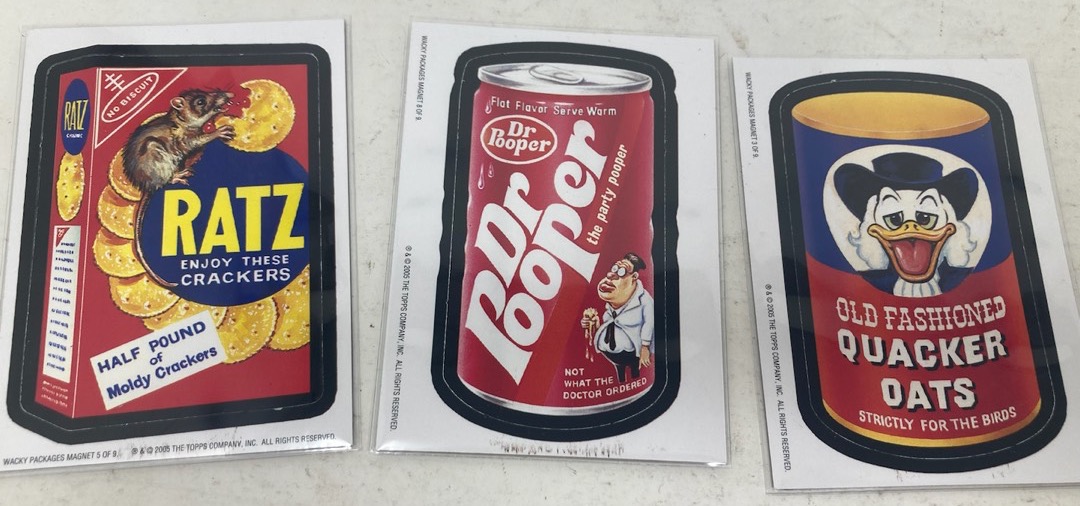 NO BISCUIT
RATZ
RATZ
ENJOY THESE
CRACKERS
HALF POUND
of
Moldy Crackers
WACKY PACKAGES MAGNET 5 OF 9.
® & © 2005 THE TOPPS COMPANY, INC. ALL RIGHTS RESERVED.
WACKY PACKAGES MAGNET 8 OF 9.
® & © 2005 THE TOPPS COMPANY, INC. ALL RIGHTS RESERVED.
Flat Flavor Serve Warm
Dr
Pooper
Dr
Pooper
the party pooper
NOT
WHAT THE
DOCTOR ORDERED
WACKY PACKAGES MAGNET 3 OF 9.
® & © 2005 THE TOPPS COMPANY, INC. ALL RIGHTS RESERVED.
OLD FASHIONED
QUACKER
OATS
STRICTLY FOR THE BIRDS